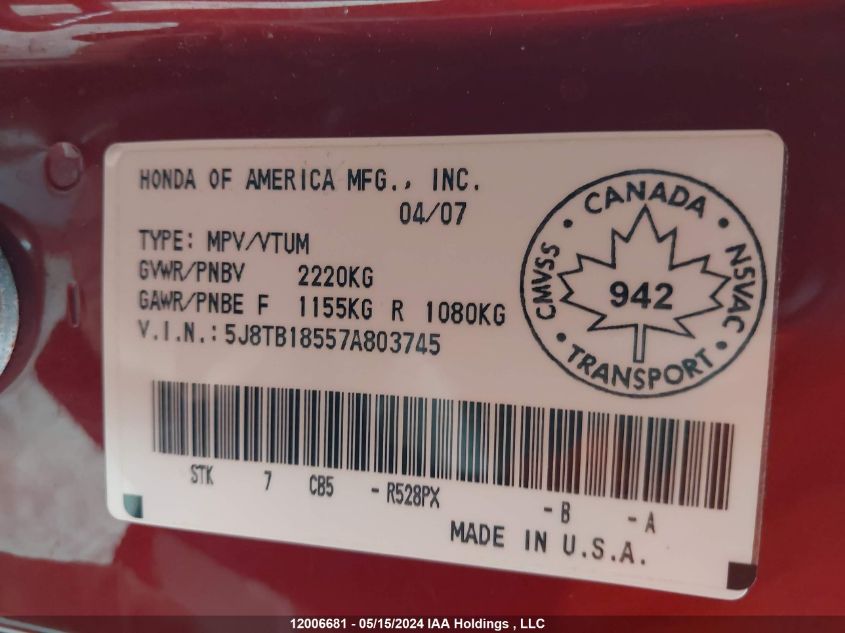 HONDA OF AMERICA MFG., INC.
04/07
TYPE: MPV/VTUM
GVWR/PNBV 2220KG
GAWR/PNBE F 1155KG R 1080KG
V.I.N.: 5J8TB18557A803745
CANADA
CMVSS
942
NSVAC
TRANSPORT
STK 7 CB5 - R528PX - B - A
MADE IN U.S.A.
12006681 - 05/15/2024 IAA Holdings , LLC